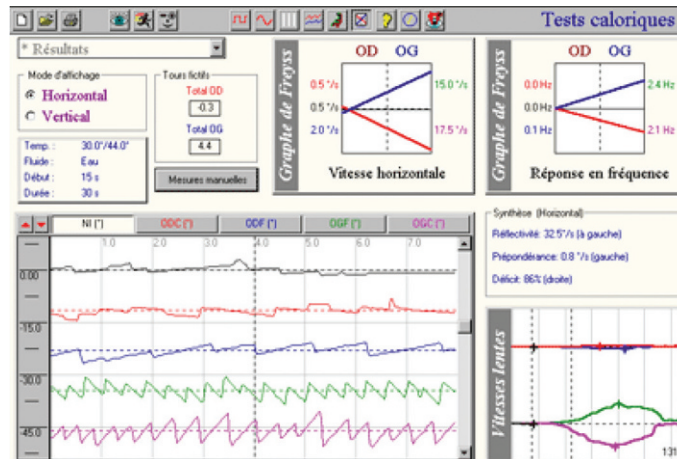 Tests caloriques
* Résultats
Mode d'affichage
Horizontal
Vertical
Tours fictifs
Total OD
-0.3
Total OG
4.4
Temp. : 30.0°/44.0°
Fluide : Eau
Début : 15 s
Durée : 30 s
Mesures manuelles
Graphe de Freyss
OD OG
0.5 °/s
0.5 °/s
2.0 °/s
15.0 °/s
17.5 °/s
Vitesse horizontale
Graphe de Freyss
OD OG
0.0 Hz
0.0 Hz
0.1 Hz
2.4 Hz
2.1 Hz
Réponse en fréquence
NI (°) ODC (°) ODF (°) OGF (°) OGC (°)
1.0 2.0 3.0 4.0 5.0 6.0 7.0
0.00
-15.0
-30.0
-45.0
Synthèse (Horizontal)
Réflectivité: 32.5°/s (à gauche)
Prépondérance: 0.8 °/s (gauche)
Déficit: 86% (droite)
Vitesses lentes
131